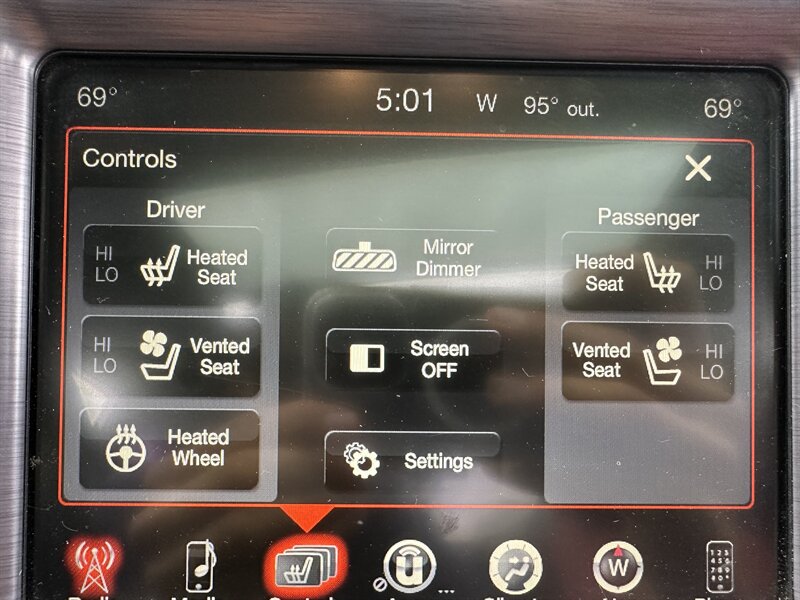 69° 5:01 W 95° out. 69°
Controls
Driver
Passenger
HI
LO
Heated
Seat
Mirror
Dimmer
Heated
Seat
HI
LO
HI
LO
Vented
Seat
Screen
OFF
Vented
Seat
HI
LO
Heated
Wheel
Settings
W